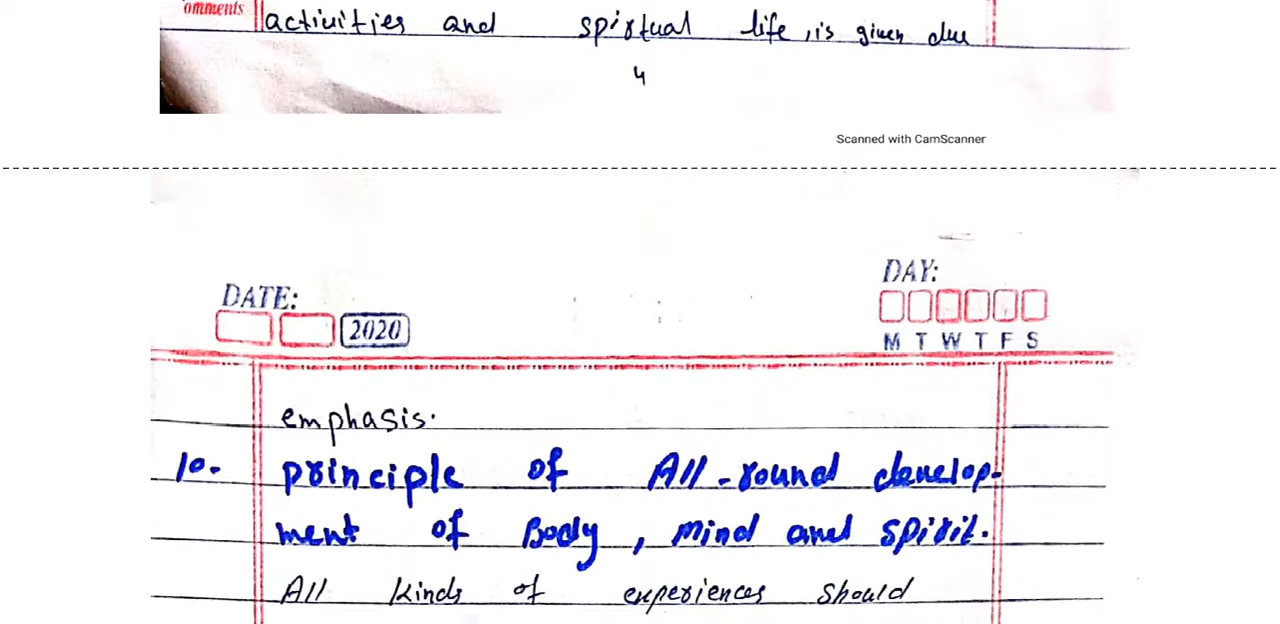 omments
activities and spirtual life, is given due
4
Scanned with CamScanner
DATE:
2020
DAY:
M T W T F S
emphasis.
10. principle of All-round develop-
ment of Body, Mind and Spirit.
All kinds of experiences should